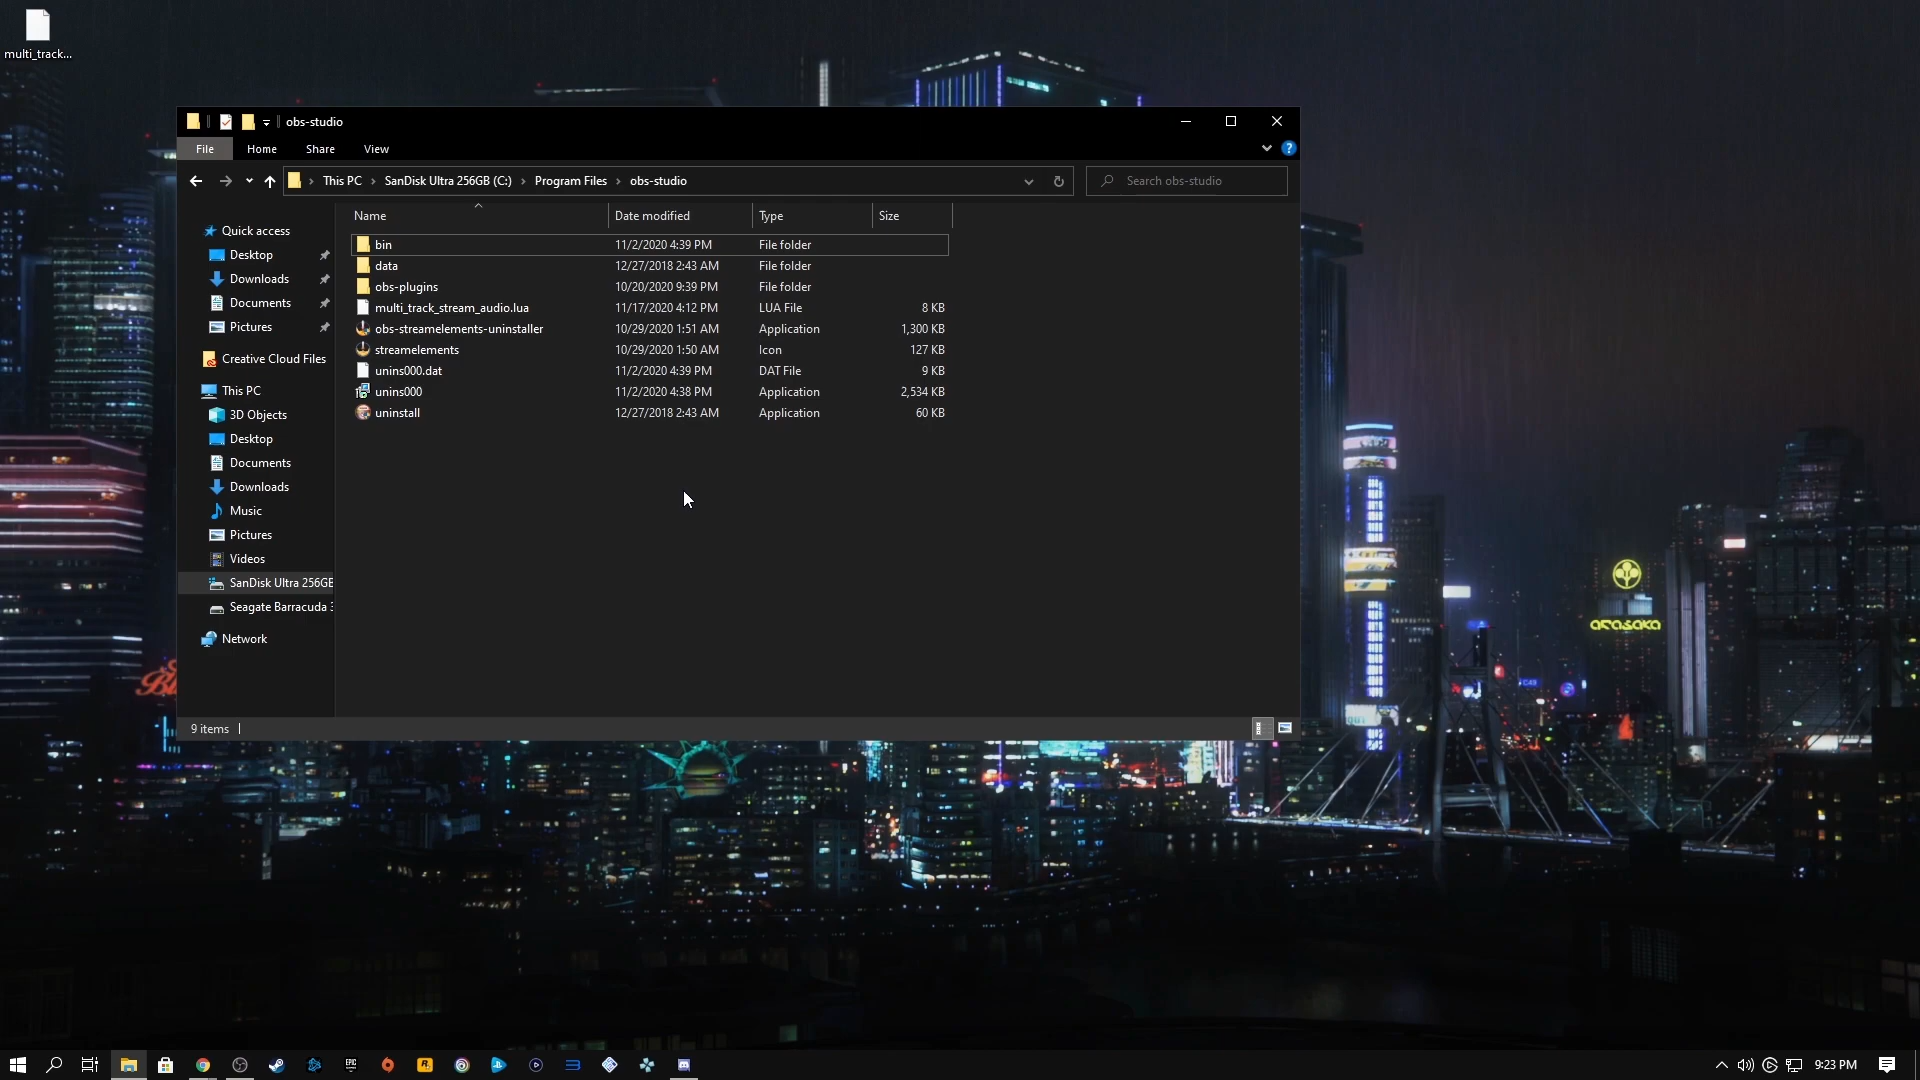 multi_track...
obs-studio
File Home Share View
This PC > SanDisk Ultra 256GB (C:) > Program Files > obs-studio
Search obs-studio
Name Date modified Type Size
bin 11/2/2020 4:39 PM File folder
data 12/27/2018 2:43 AM File folder
obs-plugins 10/20/2020 9:39 PM File folder
multi_track_stream_audio.lua 11/17/2020 4:12 PM LUA File 8 KB
obs-streamelements-uninstaller 10/29/2020 1:51 AM Application 1,300 KB
streamelements 10/29/2020 1:50 AM Icon 127 KB
unins000.dat 11/2/2020 4:39 PM DAT File 9 KB
unins000 11/2/2020 4:38 PM Application 2,534 KB
uninstall 12/27/2018 2:43 AM Application 60 KB
Quick access
Desktop
Downloads
Documents
Pictures
Creative Cloud Files
This PC
3D Objects
Desktop
Documents
Downloads
Music
Pictures
Videos
SanDisk Ultra 256GB
Seagate Barracuda 3
Network
9 items
arasaka
EPIC
9:23 PM